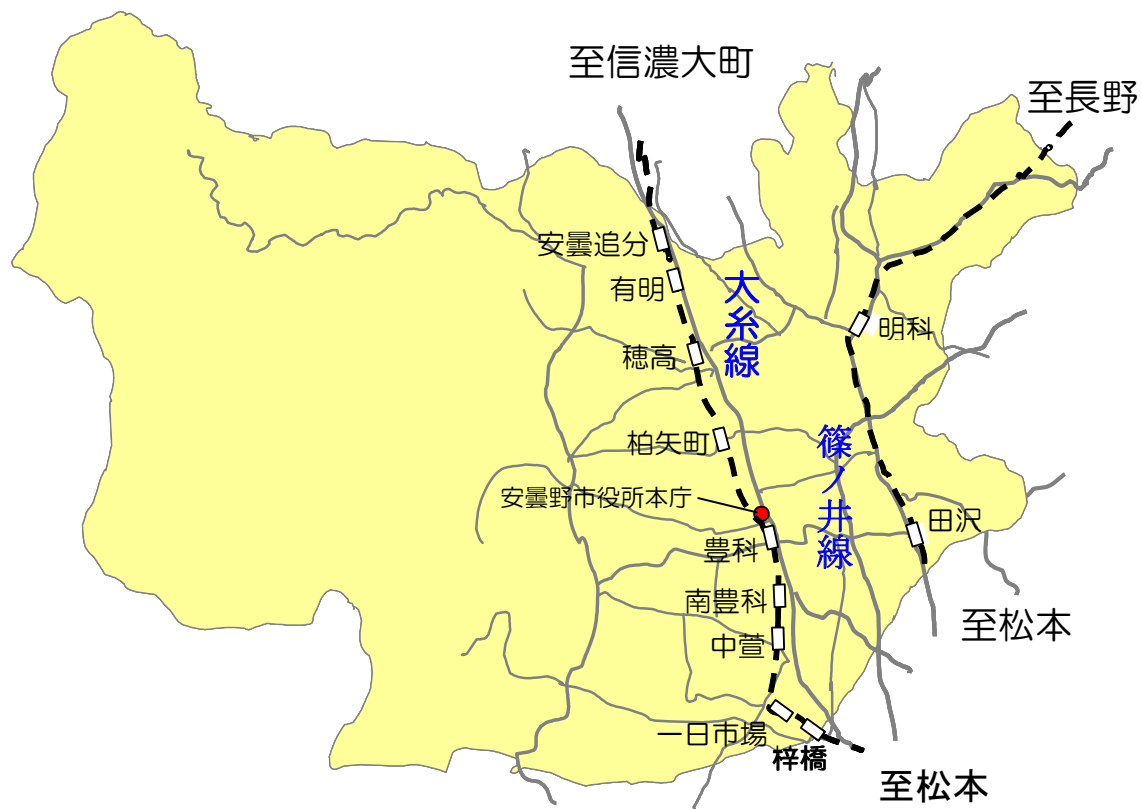 至信濃大町
至長野
安曇追分
有明
大糸線
明科
穂高
柏矢町
篠ノ井線
安曇野市役所本庁
田沢
豊科
南豊科
至松本
中萱
一日市場
梓橋
至松本